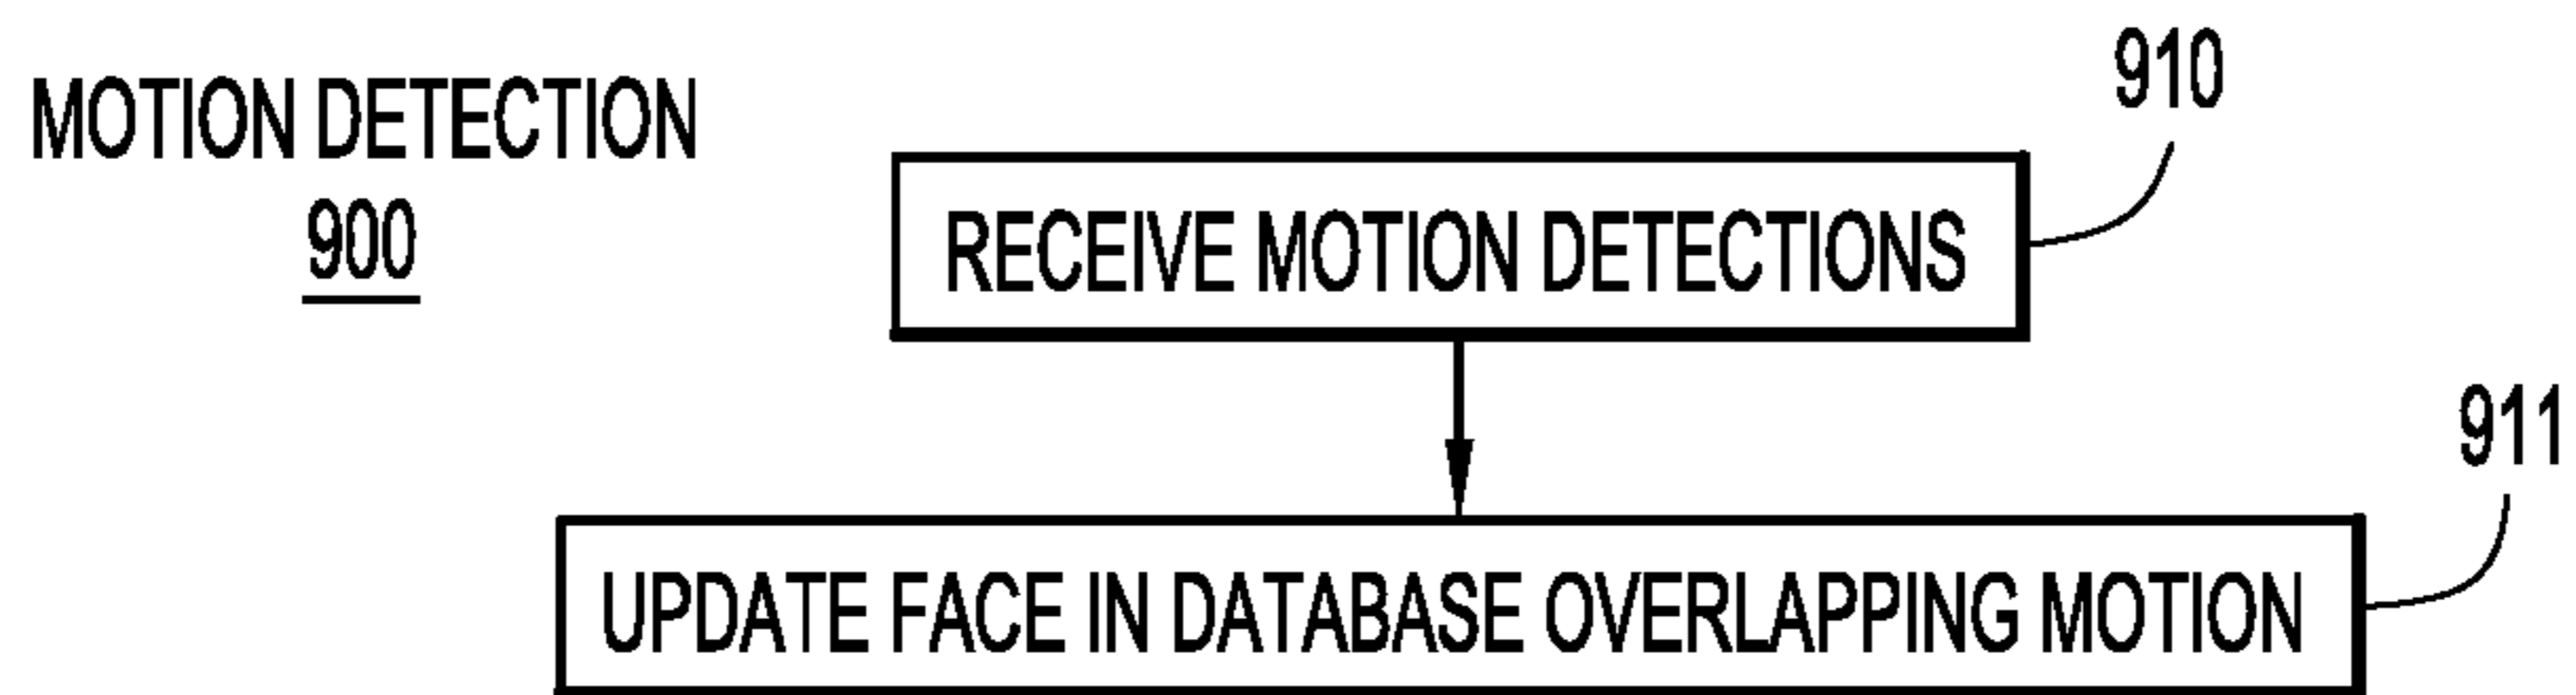 MOTION DETECTION
900
910
RECEIVE MOTION DETECTIONS
911
UPDATE FACE IN DATABASE OVERLAPPING MOTION